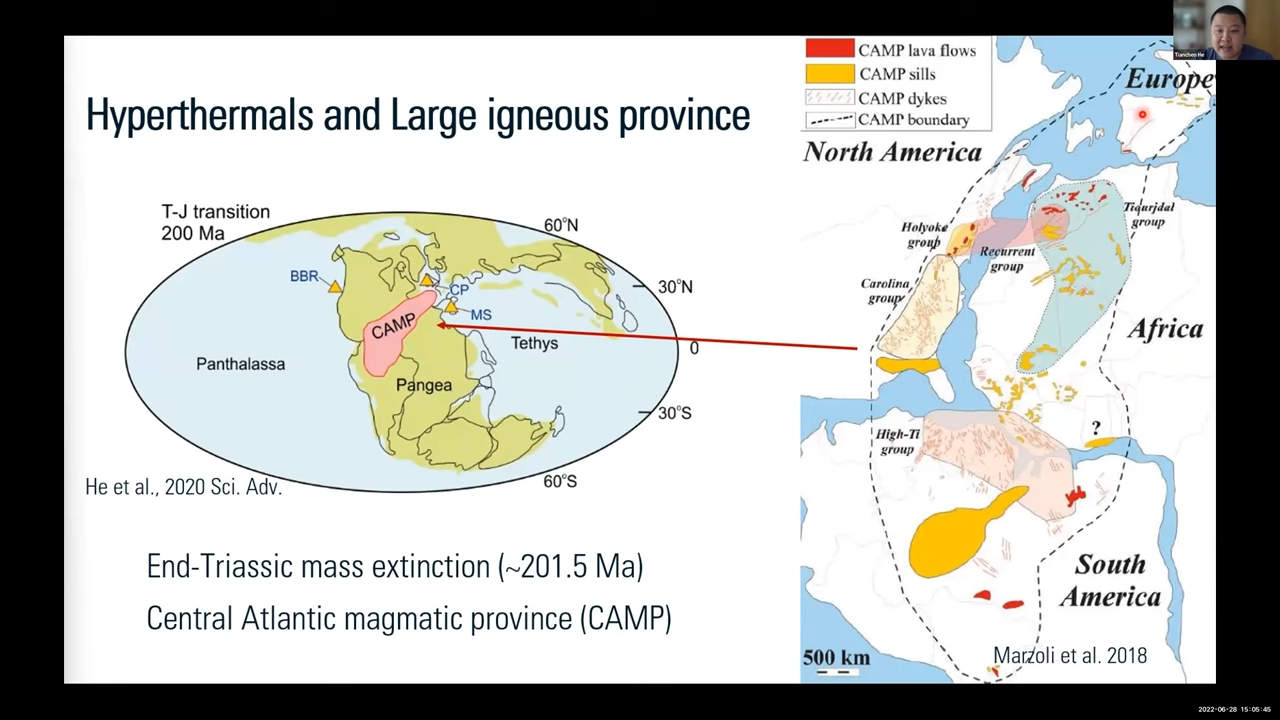 Tianchen He
Hyperthermals and Large igneous province
T-J transition
200 Ma
60°N
30°N
0
30°S
60°S
BBR
CP
MS
CAMP
Panthalassa
Tethys
Pangea
He et al., 2020 Sci. Adv.
End-Triassic mass extinction (~201.5 Ma)
Central Atlantic magmatic province (CAMP)
CAMP lava flows
CAMP sills
CAMP dykes
CAMP boundary
Europe
North America
Tiourjdal
group
Holyoke
group
Recurrent
group
Carolina
group
Africa
High-Ti
group
?
South
America
500 km
Marzoli et al. 2018
2022-06-28 15:05:45